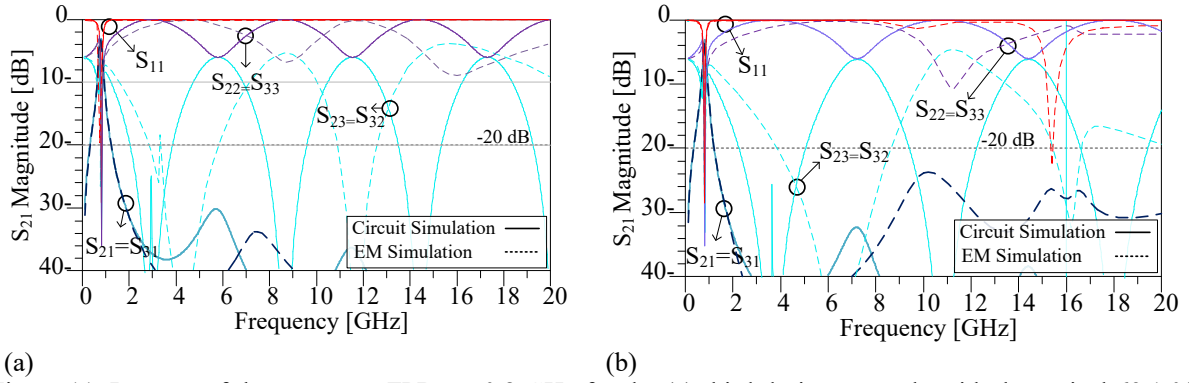 0
10-
20-
30-
40-
S21 Magnitude [dB]
S11
S22=S33
S23=S32
-20 dB
S21=S31
Circuit Simulation
EM Simulation
0 2 4 6 8 10 12 14 16 18 20
Frequency [GHz]
(a)
0
10-
20-
30-
40-
S21 Magnitude [dB]
S11
S22=S33
-20 dB
S23=S32
S21=S31
Circuit Simulation
EM Simulation
0 2 4 6 8 10 12 14 16 18 20
Frequency [GHz]
(b)